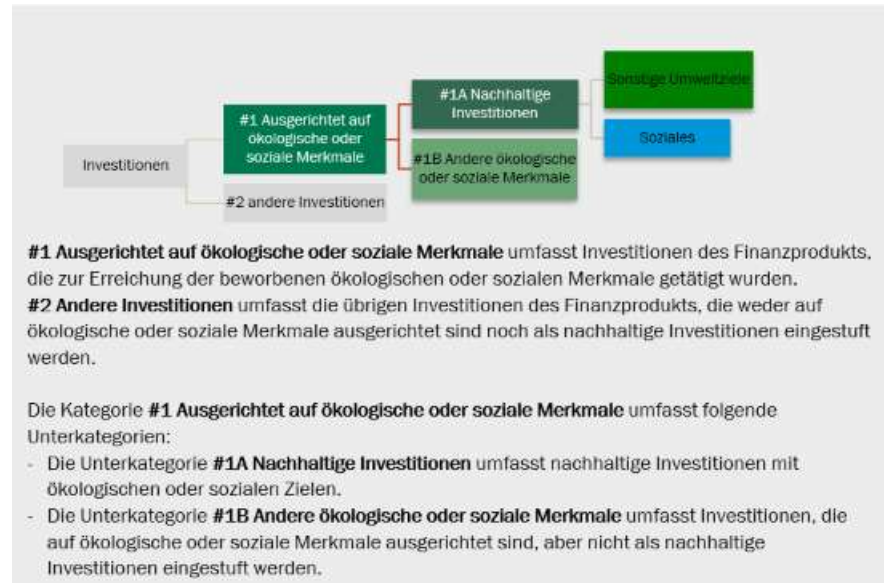 Sonstige Umweltziele
#1A Nachhaltige
Investitionen
#1 Ausgerichtet auf
ökologische oder
soziale Merkmale
Soziales
Investitionen
#1B Andere ökologische
oder soziale Merkmale
#2 andere Investitionen
#1 Ausgerichtet auf ökologische oder soziale Merkmale umfasst Investitionen des Finanzprodukts,
die zur Erreichung der beworbenen ökologischen oder sozialen Merkmale getätigt wurden.
#2 Andere Investitionen umfasst die übrigen Investitionen des Finanzprodukts, die weder auf
ökologische oder soziale Merkmale ausgerichtet sind noch als nachhaltige Investitionen eingestuft
werden.
Die Kategorie #1 Ausgerichtet auf ökologische oder soziale Merkmale umfasst folgende
Unterkategorien:
- Die Unterkategorie #1A Nachhaltige Investitionen umfasst nachhaltige Investitionen mit
ökologischen oder sozialen Zielen.
- Die Unterkategorie #1B Andere ökologische oder soziale Merkmale umfasst Investitionen, die
auf ökologische oder soziale Merkmale ausgerichtet sind, aber nicht als nachhaltige
Investitionen eingestuft werden.